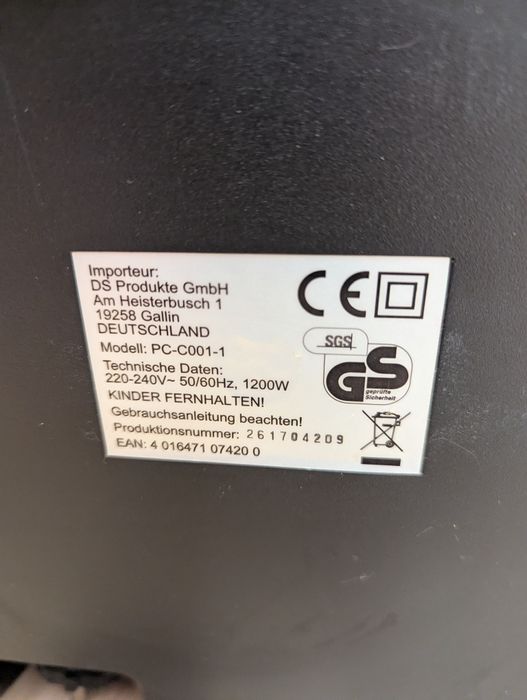 Importeur:
DS Produkte GmbH
Am Heisterbusch 1
19258 Gallin
DEUTSCHLAND
Modell: PC-C001-1
Technische Daten:
220-240V~ 50/60Hz, 1200W
KINDER FERNHALTEN!
Gebrauchsanleitung beachten!
Produktionsnummer: 261704209
EAN: 4 016471 07420 0
CE
SGS
GS
geprüfte
Sicherheit